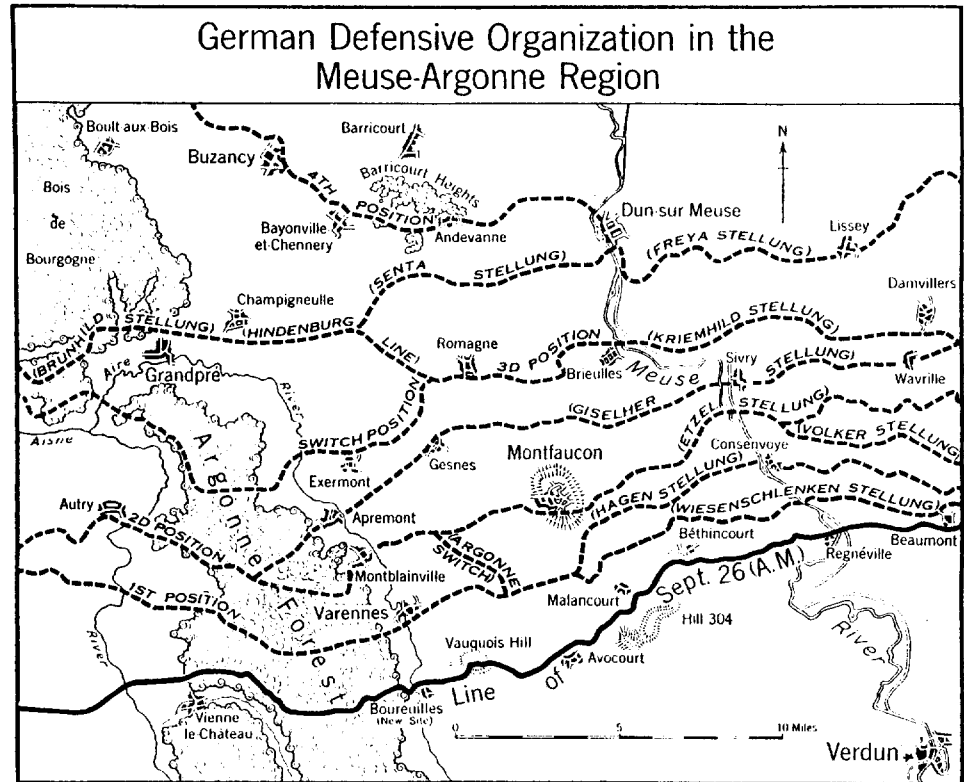 German Defensive Organization in the
Meuse-Argonne Region
Boult-aux-Bois
Barricourt
N
Buzancy
Barricourt Heights
Bois
de
Bourgogne
4TH
POSITION
Bayonville
et-Chennery
Andevanne
Dun-sur Meuse
(FREYA STELLUNG)
Lissey
(SENTA STELLUNG)
Damvillers
Champigneulle
(BRUNHILD STELLUNG)
(HINDENBURG
LINE)
Romagne
3D POSITION
(KRIEMHILD STELLUNG)
Brieulles
Meuse
Sivry
Wavrille
Aire
River
Grandpré
(GISELHER STELLUNG)
Aisne
SWITCH POSITION
(ETZEL STELLUNG)
(VOLKER STELLUNG)
Exermont
Gesnes
Montfaucon
Consenvoye
Argonne
Forest
(HAGEN STELLUNG)
(WIESENSCHLENKEN STELLUNG)
Autry
2D POSITION
Apremont
(ARGONNE
SWITCH)
Béthincourt
Regnéville
Beaumont
Montblainville
1ST POSITION
Varennes
Malancourt
Line of Sept. 26 (A.M.)
Hill 304
River
River
Vauquois Hill
Avocourt
Boureuilles
(New Site)
Vienne
le-Château
0 5 10 Miles
Verdun